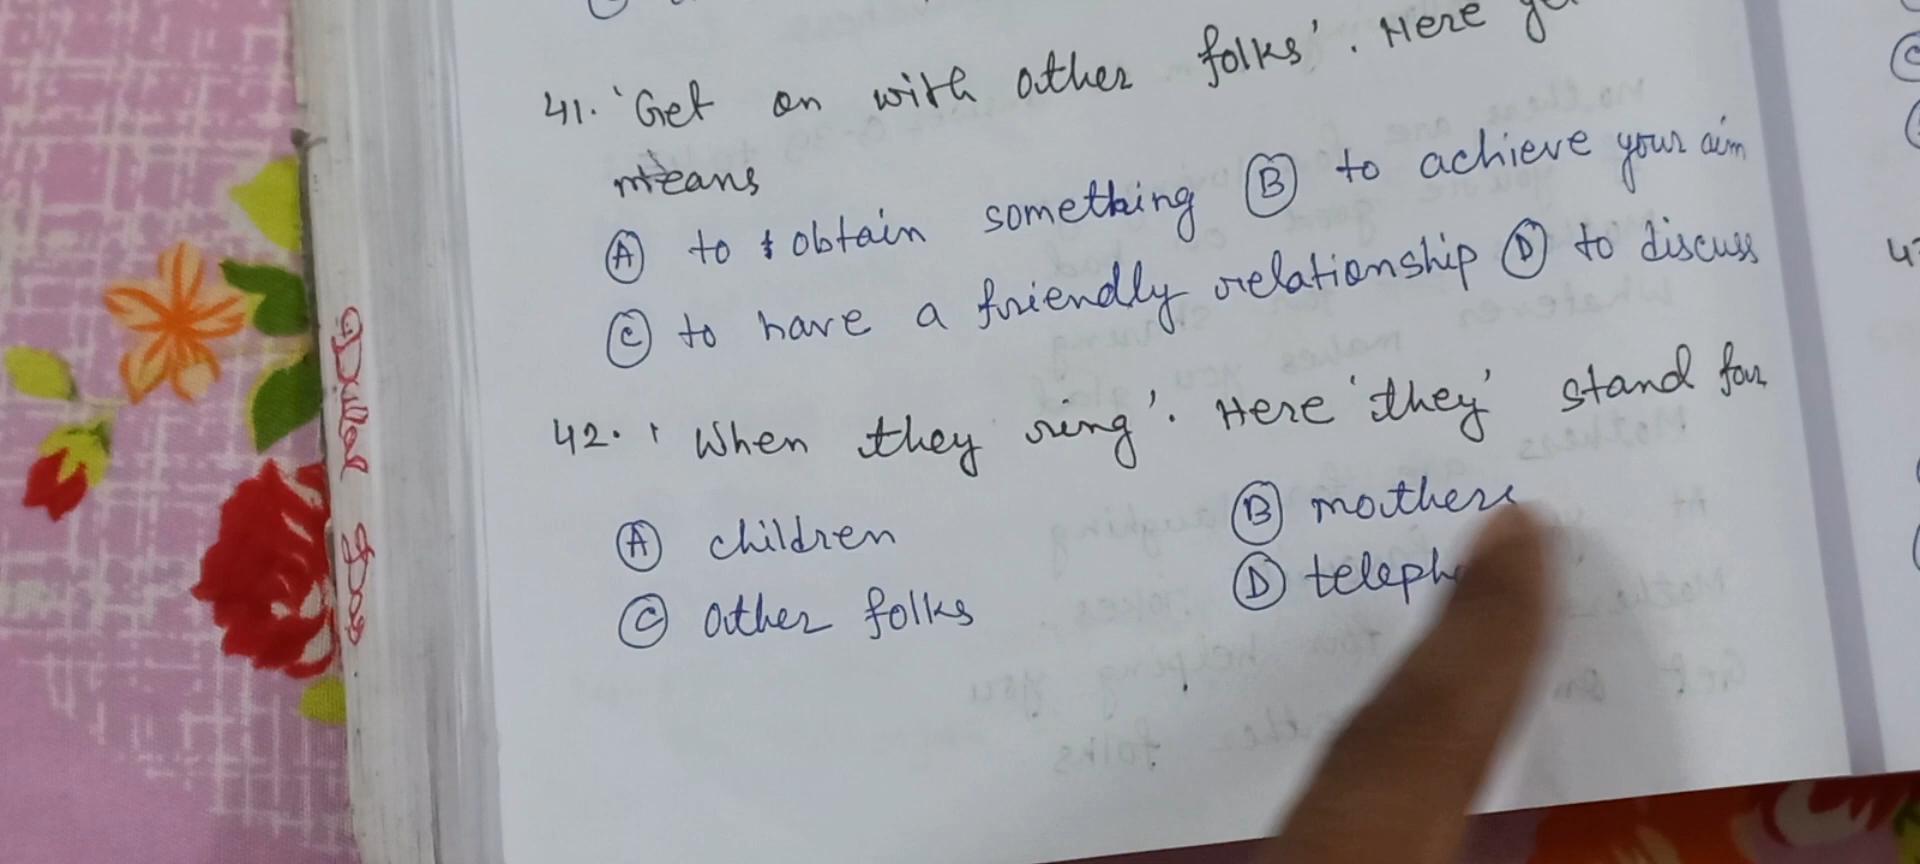 41. 'Get on with other folks'. Here
means
Ⓐ to obtain something Ⓑ to achieve your aim
Ⓒ to have a friendly relationship Ⓓ to discuss
42. 'When they ring'. Here 'they' stand for
Ⓐ children Ⓑ mothers
Ⓒ other folks Ⓓ